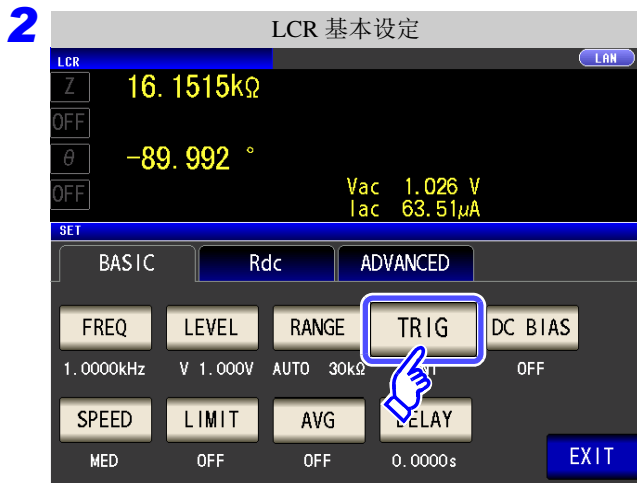 2
LCR 基本设定
LCR
LAN
Z 16.1515kΩ
OFF
θ -89.992 °
OFF
Vac 1.026 V
Iac 63.51μA
SET
BASIC Rdc ADVANCED
FREQ LEVEL RANGE TRIG DC BIAS
1.0000kHz V 1.000V AUTO 30kΩ OFF
SPEED LIMIT AVG DELAY
MED OFF OFF 0.0000s
EXIT